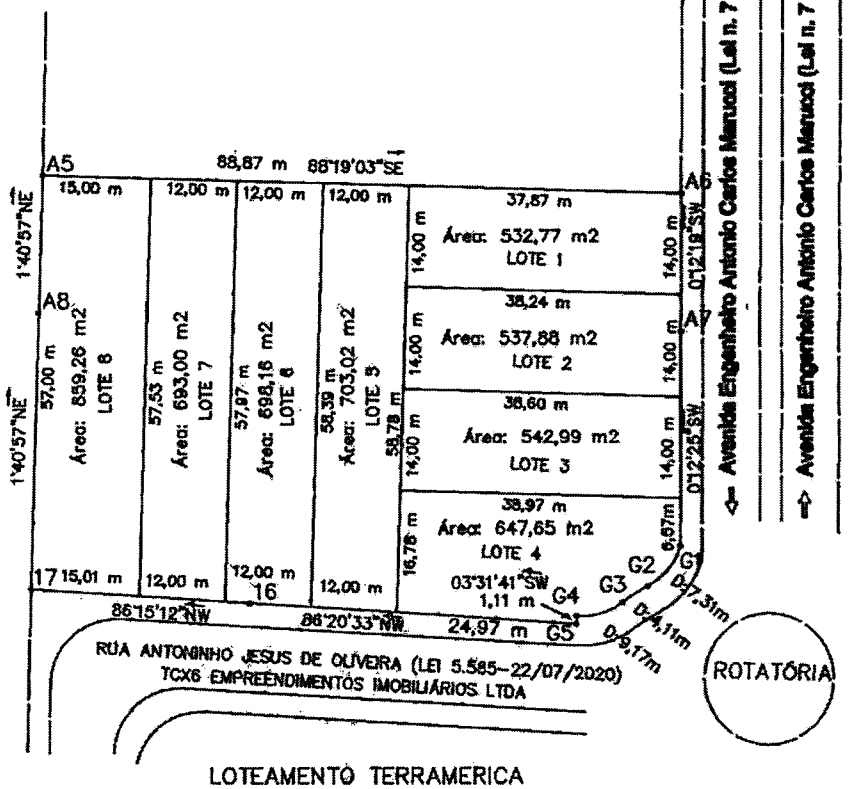 Avenida Engenheiro Antonio Carlos Marucci (Lei n. 7
Avenida Engenheiro Antonio Carlos Marucci (Lei n. 7
A5
88,87 m 88°19'03"SE
A6
15,00 m
12,00 m
12,00 m
12,00 m
37,87 m
1°40'57"NE
14,00 m
Área: 532,77 m2
LOTE 1
14,00 m
0°12'19"SW
A8
38,24 m
A7
57,00 m
Área: 859,26 m2
LOTE 8
57,53 m
Área: 693,00 m2
LOTE 7
57,97 m
Área: 698,16 m2
LOTE 6
58,39 m
Área: 703,02 m2
LOTE 5
58,78 m
14,00 m
Área: 537,88 m2
LOTE 2
14,00 m
1°40'57"NE
38,60 m
14,00 m
Área: 542,99 m2
LOTE 3
14,00 m
0°12'25"SW
38,97 m
16,78 m
Área: 647,65 m2
LOTE 4
6,67m
03°31'41"SW
1,11 m
G4
G3
G2
G1
G5
D:7,31m
D:4,11m
D:9,17m
17
15,01 m
12,00 m
12,00 m
16
12,00 m
86°15'12"NW
86°20'33"NW
24,97 m
RUA ANTONINHO JESUS DE OLIVEIRA (LEI 5.585-22/07/2020)
TCX6 EMPREENDIMENTOS IMOBILIÁRIOS LTDA
ROTATÓRIA
LOTEAMENTO TERRAMERICA